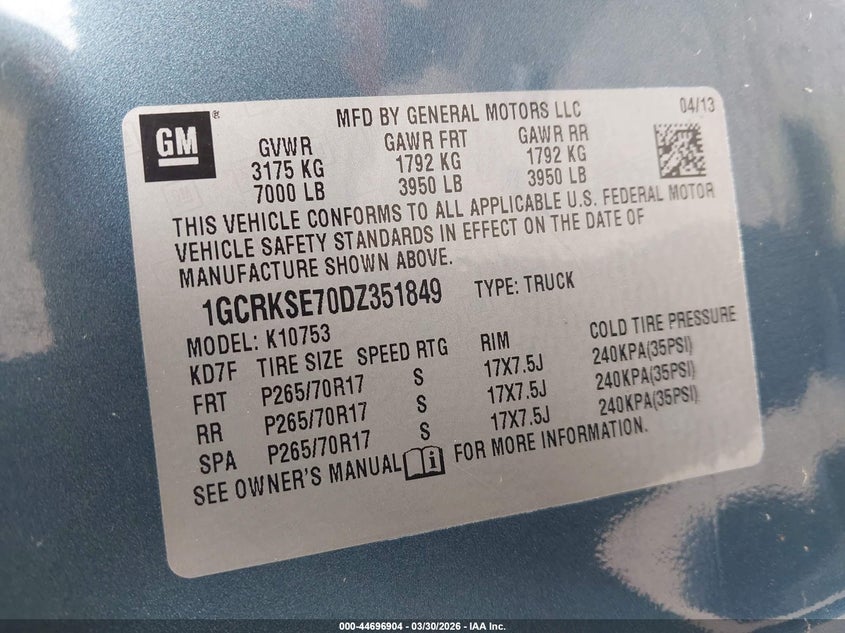 GM
MFD BY GENERAL MOTORS LLC 04/13
GVWR GAWR FRT GAWR RR
3175 KG 1792 KG 1792 KG
7000 LB 3950 LB 3950 LB
THIS VEHICLE CONFORMS TO ALL APPLICABLE U.S. FEDERAL MOTOR
VEHICLE SAFETY STANDARDS IN EFFECT ON THE DATE OF
MANUFACTURE SHOWN ABOVE.
1GCRKSE70DZ351849 TYPE: TRUCK
MODEL: K10753
KD7F TIRE SIZE SPEED RTG RIM COLD TIRE PRESSURE
FRT P265/70R17 S 17X7.5J 240KPA(35PSI)
RR P265/70R17 S 17X7.5J 240KPA(35PSI)
SPA P265/70R17 S 17X7.5J 240KPA(35PSI)
SEE OWNER'S MANUAL i FOR MORE INFORMATION.
000-44696904 | 03/30/2026 - IAA Inc.